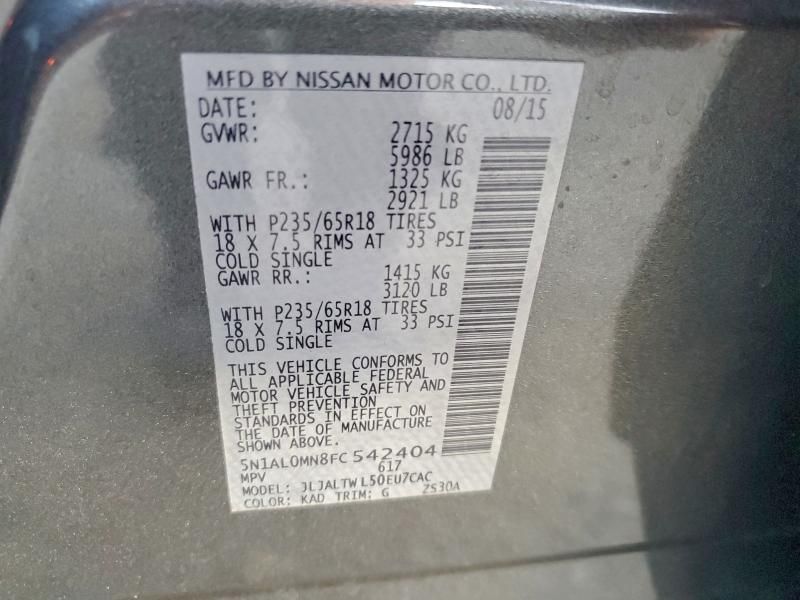 MFD BY NISSAN MOTOR CO., LTD.
DATE: 08/15
GVWR: 2715 KG
5986 LB
GAWR FR.: 1325 KG
2921 LB
WITH P235/65R18 TIRES
18 X 7.5 RIMS AT 33 PSI
COLD SINGLE
GAWR RR.: 1415 KG
3120 LB
WITH P235/65R18 TIRES
18 X 7.5 RIMS AT 33 PSI
COLD SINGLE
THIS VEHICLE CONFORMS TO
ALL APPLICABLE FEDERAL
MOTOR VEHICLE SAFETY AND
THEFT PREVENTION
STANDARDS IN EFFECT ON
THE DATE OF MANUFACTURE
SHOWN ABOVE.
5N1AL0MN8FC542404
MPV 617
MODEL: JLJALTWL50EU7CAC
COLOR: KAD TRIM: G ZS30A